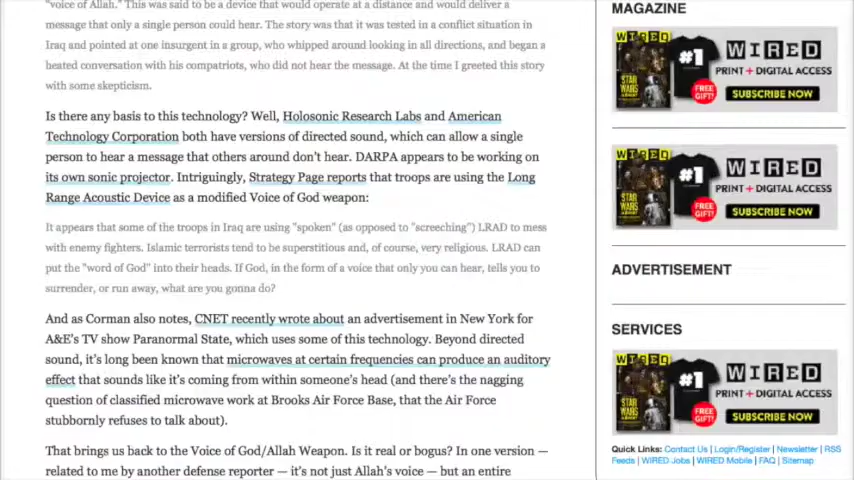 "voice of Allah." This was said to be a device that would operate at a distance and would deliver a
message that only a single person could hear. The story was that it was tested in a conflict situation in
Iraq and pointed at one insurgent in a group, who whipped around looking in all directions, and began a
heated conversation with his compatriots, who did not hear the message. At the time I greeted this story
with some skepticism.
Is there any basis to this technology? Well, Holosonic Research Labs and American
Technology Corporation both have versions of directed sound, which can allow a single
person to hear a message that others around don't hear. DARPA appears to be working on
its own sonic projector. Intriguingly, Strategy Page reports that troops are using the Long
Range Acoustic Device as a modified Voice of God weapon:
It appears that some of the troops in Iraq are using "spoken" (as opposed to "screeching") LRAD to mess
with enemy fighters. Islamic terrorists tend to be superstitious and, of course, very religious. LRAD can
put the "word of God" into their heads. If God, in the form of a voice that only you can hear, tells you to
surrender, or run away, what are you gonna do?
And as Corman also notes, CNET recently wrote about an advertisement in New York for
A&E's TV show Paranormal State, which uses some of this technology. Beyond directed
sound, it's long been known that microwaves at certain frequencies can produce an auditory
effect that sounds like it's coming from within someone's head (and there's the nagging
question of classified microwave work at Brooks Air Force Base, that the Air Force
stubbornly refuses to talk about).
That brings us back to the Voice of God/Allah Weapon. Is it real or bogus? In one version —
related to me by another defense reporter — it's not just Allah's voice — but an entire
MAGAZINE
WIRED
STAR
WARS
#1
WIRED
PRINT + DIGITAL ACCESS
FREE
GIFT!
SUBSCRIBE NOW
WIRED
STAR
WARS
#1
WIRED
PRINT + DIGITAL ACCESS
FREE
GIFT!
SUBSCRIBE NOW
ADVERTISEMENT
SERVICES
WIRED
STAR
WARS
#1
WIRED
PRINT + DIGITAL ACCESS
FREE
GIFT!
SUBSCRIBE NOW
Quick Links: Contact Us | Login/Register | Newsletter | RSS
Feeds | WIRED Jobs | WIRED Mobile | FAQ | Sitemap